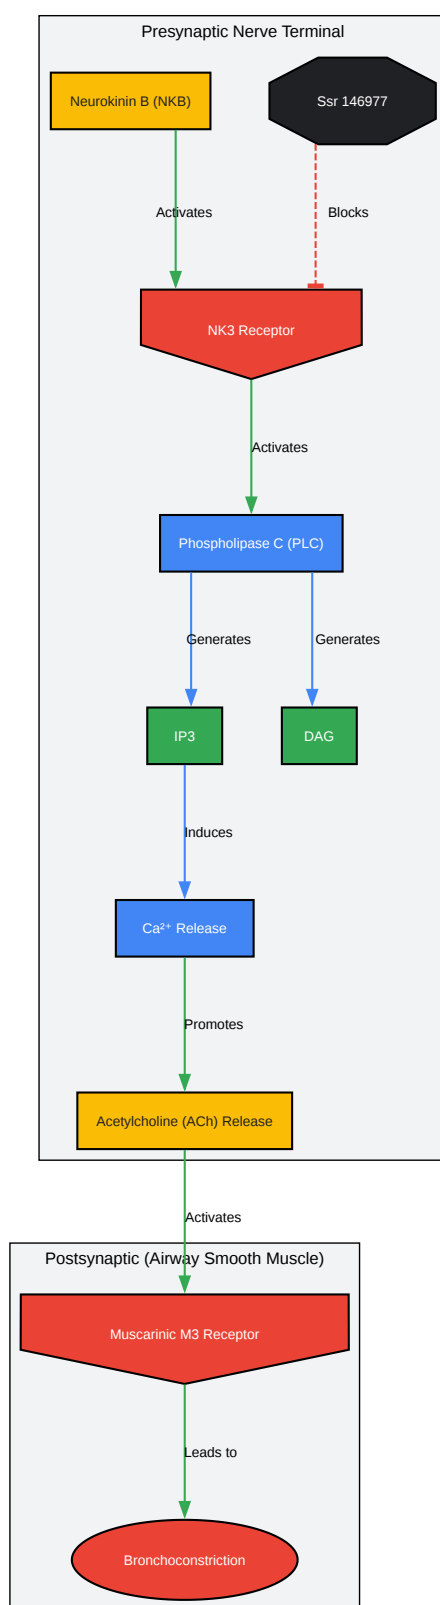 Presynaptic Nerve Terminal
Neurokinin B (NKB)
Ssr 146977
Activates
Blocks
NK3 Receptor
Activates
Phospholipase C (PLC)
Generates
Generates
IP3
DAG
Induces
Ca²⁺ Release
Promotes
Acetylcholine (ACh) Release
Activates
Postsynaptic (Airway Smooth Muscle)
Muscarinic M3 Receptor
Leads to
Bronchoconstriction